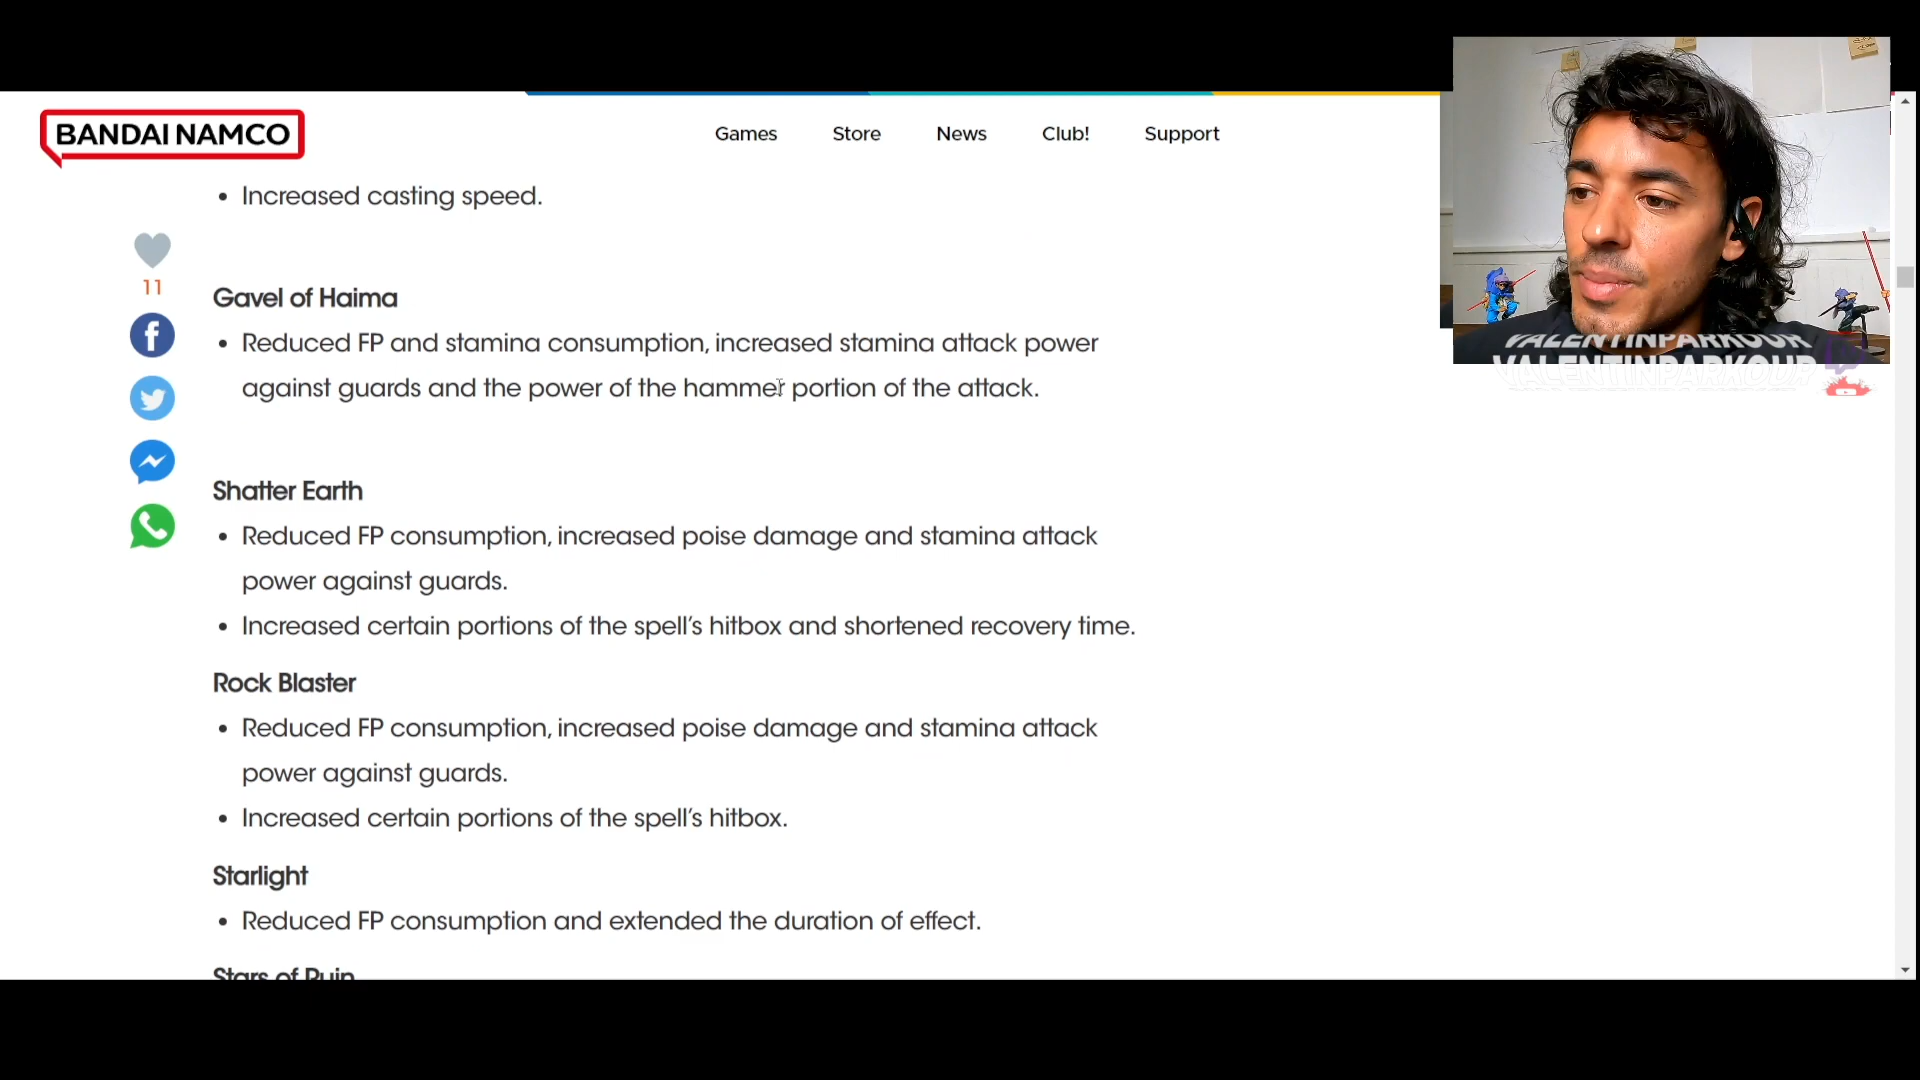 BANDAI NAMCO
Games Store News Club! Support
Increased casting speed.
11
Gavel of Haima
Reduced FP and stamina consumption, increased stamina attack power
against guards and the power of the hammer portion of the attack.
Shatter Earth
Reduced FP consumption, increased poise damage and stamina attack
power against guards.
Increased certain portions of the spell's hitbox and shortened recovery time.
Rock Blaster
Reduced FP consumption, increased poise damage and stamina attack
power against guards.
Increased certain portions of the spell's hitbox.
Starlight
Reduced FP consumption and extended the duration of effect.
Stars of Ruin
VALENTINPARKOUR
VALENTINPARKOUR